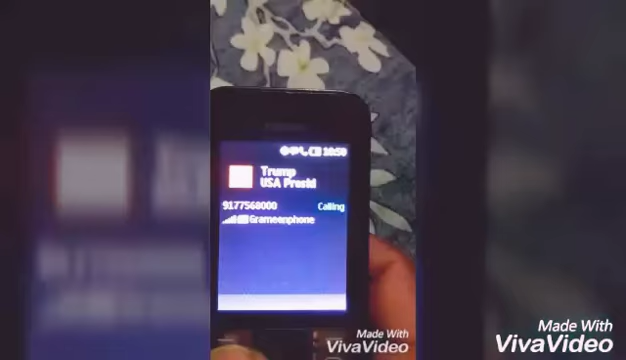 10:50
Trump
USA Presid
9177568000
Calling
Grameenphone
Made With
VivaVideo
Made With
VivaVideo